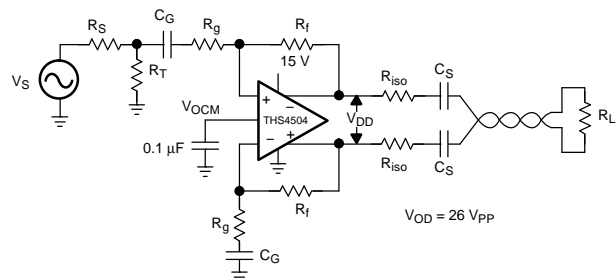 C_G
R_S
R_g
R_f
15 V
V_S
R_T
R_iso
C_S
V_OCM
+
−
THS4504
V_DD
R_L
0.1 µF
−
+
R_iso
C_S
R_g
R_f
C_G
V_OD = 26 V_PP